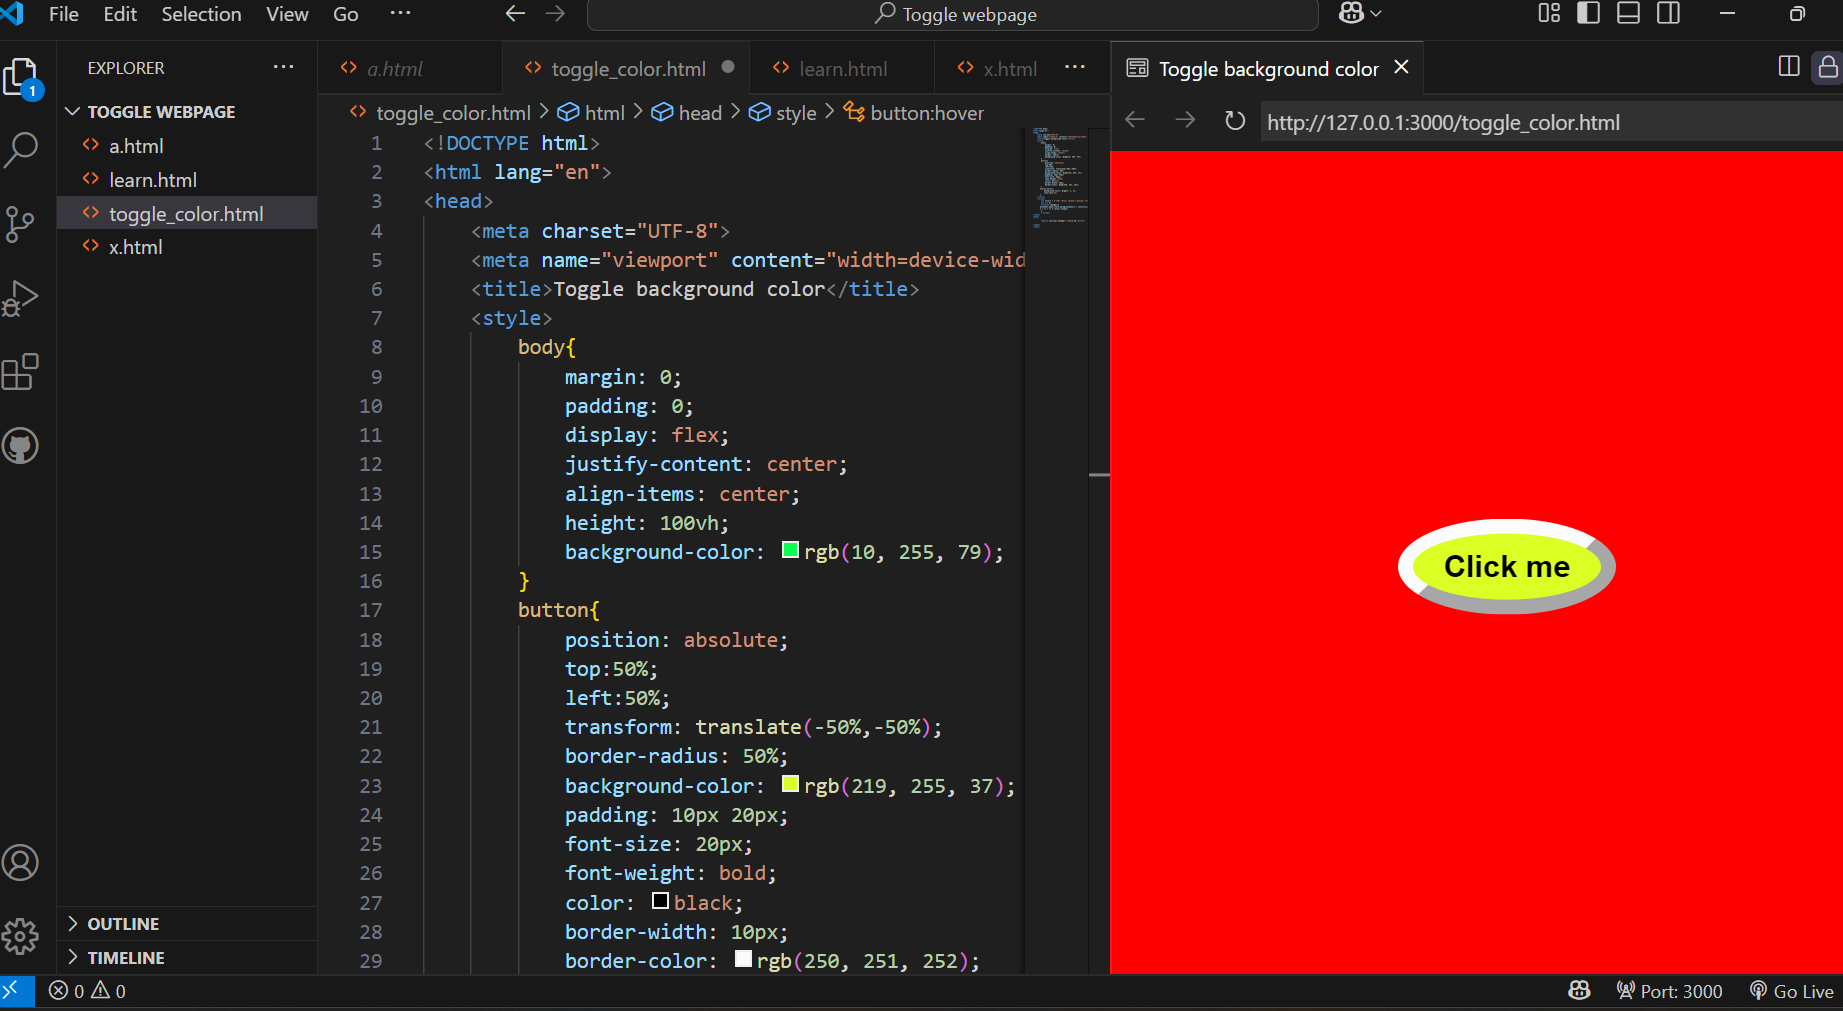 File Edit Selection View Go ··· Toggle webpage
EXPLORER ···
1
TOGGLE WEBPAGE
a.html
learn.html
toggle_color.html
x.html
OUTLINE
TIMELINE
a.html toggle_color.html learn.html x.html ···
toggle_color.html > html > head > style > button:hover
1 <!DOCTYPE html>
2 <html lang="en">
3 <head>
4 <meta charset="UTF-8">
5 <meta name="viewport" content="width=device-wid
6 <title>Toggle background color</title>
7 <style>
8 body{
9 margin: 0;
10 padding: 0;
11 display: flex;
12 justify-content: center;
13 align-items: center;
14 height: 100vh;
15 background-color: rgb(10, 255, 79);
16 }
17 button{
18 position: absolute;
19 top:50%;
20 left:50%;
21 transform: translate(-50%,-50%);
22 border-radius: 50%;
23 background-color: rgb(219, 255, 37);
24 padding: 10px 20px;
25 font-size: 20px;
26 font-weight: bold;
27 color: black;
28 border-width: 10px;
29 border-color: rgb(250, 251, 252);
Toggle background color
http://127.0.0.1:3000/toggle_color.html
Click me
0 0 Port: 3000 Go Live